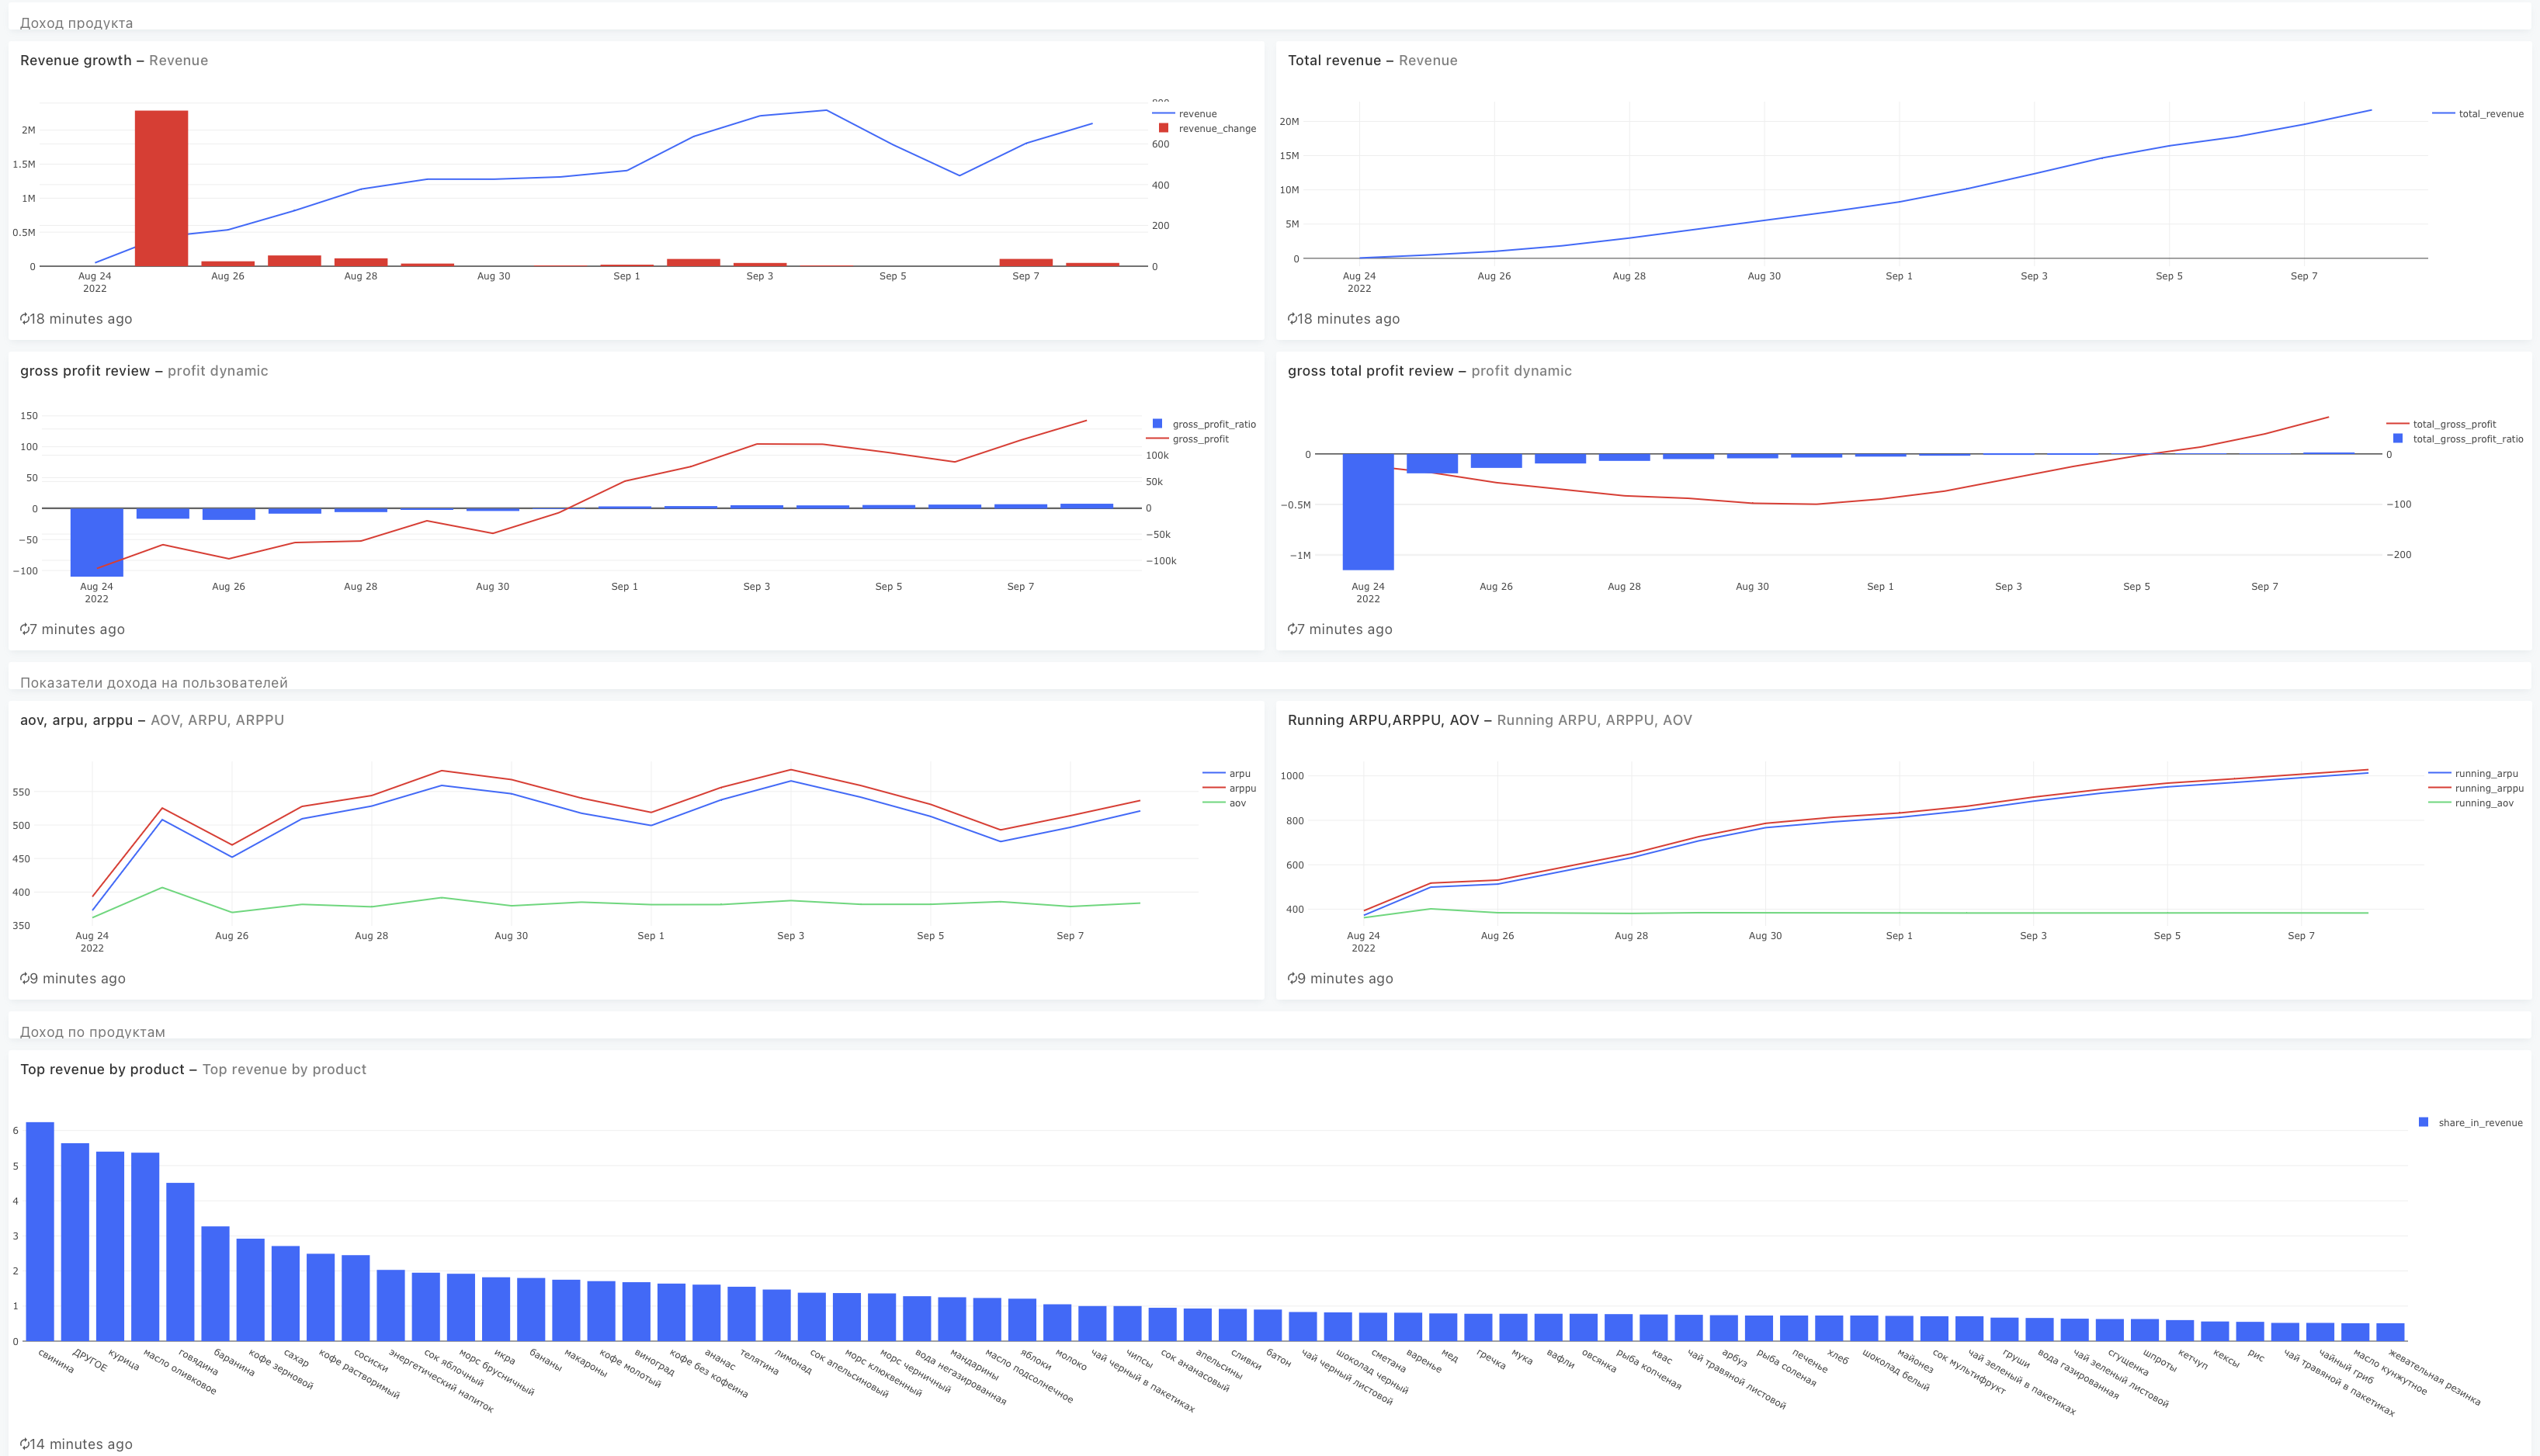 Доход продукта
Revenue growth – Revenue
800
2M
1.5M
1M
0.5M
0
600
400
200
0
revenue
revenue_change
Aug 24
2022
Aug 26
Aug 28
Aug 30
Sep 1
Sep 3
Sep 5
Sep 7
18 minutes ago
Total revenue – Revenue
20M
15M
10M
5M
0
total_revenue
Aug 24
2022
Aug 26
Aug 28
Aug 30
Sep 1
Sep 3
Sep 5
Sep 7
18 minutes ago
gross profit review – profit dynamic
150
100
50
0
−50
−100
100k
50k
0
−50k
−100k
gross_profit_ratio
gross_profit
Aug 24
2022
Aug 26
Aug 28
Aug 30
Sep 1
Sep 3
Sep 5
Sep 7
7 minutes ago
gross total profit review – profit dynamic
0
−0.5M
−1M
0
−100
−200
total_gross_profit
total_gross_profit_ratio
Aug 24
2022
Aug 26
Aug 28
Aug 30
Sep 1
Sep 3
Sep 5
Sep 7
7 minutes ago
Показатели дохода на пользователей
aov, arpu, arppu – AOV, ARPU, ARPPU
550
500
450
400
350
arpu
arppu
aov
Aug 24
2022
Aug 26
Aug 28
Aug 30
Sep 1
Sep 3
Sep 5
Sep 7
9 minutes ago
Running ARPU,ARPPU, AOV – Running ARPU, ARPPU, AOV
1000
800
600
400
running_arpu
running_arppu
running_aov
Aug 24
2022
Aug 26
Aug 28
Aug 30
Sep 1
Sep 3
Sep 5
Sep 7
9 minutes ago
Доход по продуктам
Top revenue by product – Top revenue by product
6
5
4
3
2
1
0
share_in_revenue
свинина
ДРУГОЕ
курица
масло оливковое
говядина
баранина
кофе зерновой
сахар
кофе растворимый
сосиски
энергетический напиток
сок яблочный
морс брусничный
икра
бананы
макароны
кофе молотый
виноград
кофе без кофеина
ананас
телятина
лимонад
сок апельсиновый
морс клюквенный
морс черничный
вода негазированная
мандарины
масло подсолнечное
яблоки
молоко
чай черный в пакетиках
чипсы
сок ананасовый
апельсины
сливки
батон
чай черный листовой
шоколад черный
сметана
варенье
мед
гречка
мука
вафли
овсянка
рыба копченая
квас
чай травяной листовой
арбуз
рыба соленая
печенье
хлеб
шоколад белый
майонез
сок мультифрукт
чай зеленый в пакетиках
груши
вода газированная
чай зеленый листовой
сгущенка
шпроты
кетчуп
кексы
рис
чай травяной в пакетиках
чайный гриб
масло кунжутное
жевательная резинка
14 minutes ago